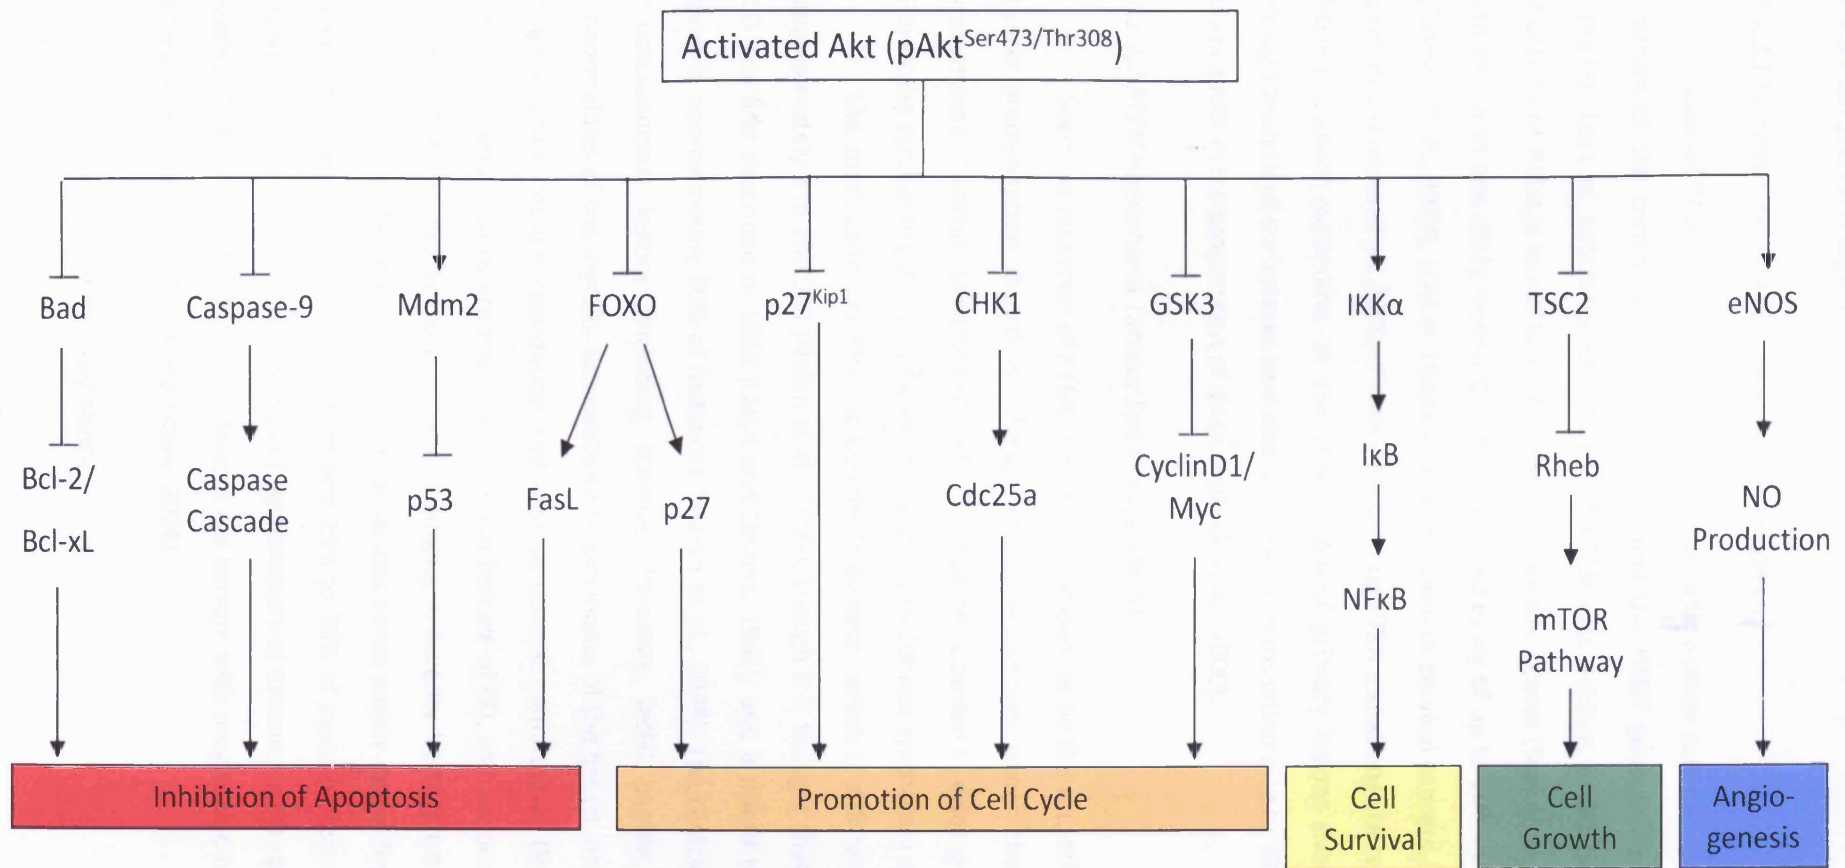 Activated Akt (pAkt^Ser473/Thr308)
Bad
Caspase-9
Mdm2
FOXO
p27^Kip1
CHK1
GSK3
IKKα
TSC2
eNOS
Bcl-2/
Bcl-xL
Caspase
Cascade
p53
FasL
p27
Cdc25a
CyclinD1/
Myc
IκB
NFκB
Rheb
mTOR
Pathway
NO
Production
Inhibition of Apoptosis
Promotion of Cell Cycle
Cell
Survival
Cell
Growth
Angio-
genesis